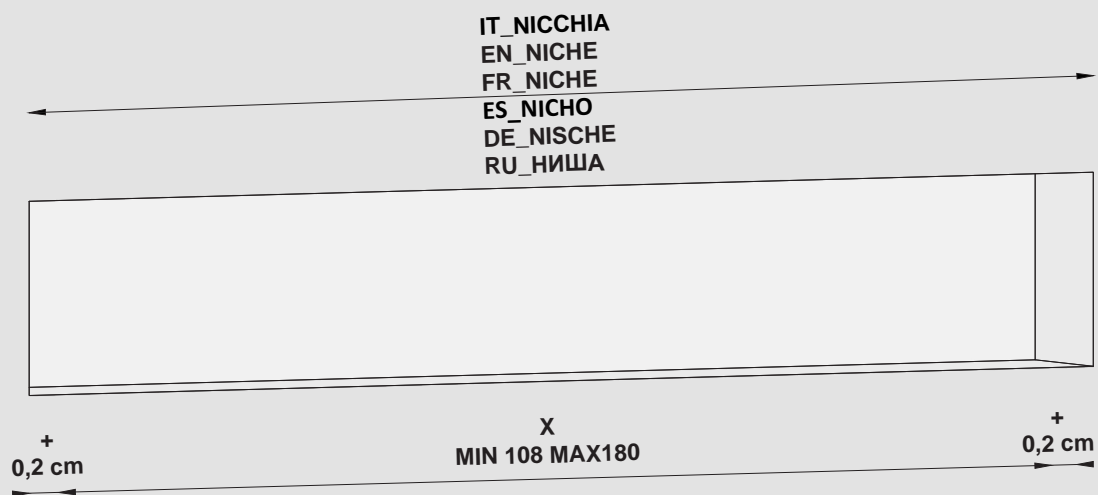 IT_NICCHIA
EN_NICHE
FR_NICHE
ES_NICHO
DE_NISCHE
RU_НИША
+
0,2 cm
X
MIN 108 MAX180
+
0,2 cm